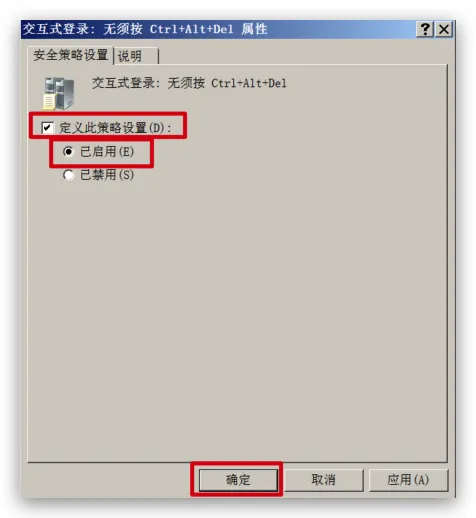 交互式登录: 无须按 Ctrl+Alt+Del 属性
安全策略设置 说明
交互式登录: 无须按 Ctrl+Alt+Del
定义此策略设置(D):
已启用(E)
已禁用(S)
确定 取消 应用(A)